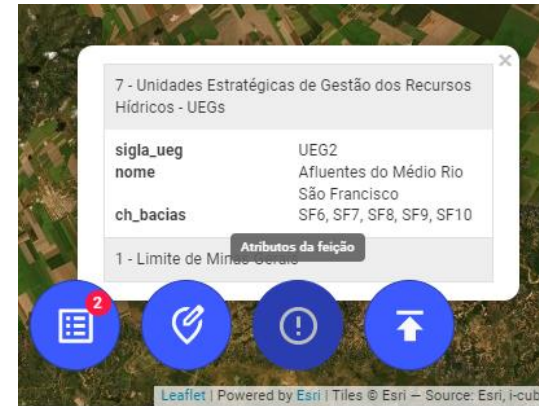 ×
7 - Unidades Estratégicas de Gestão dos Recursos
Hídricos - UEGs
sigla_ueg UEG2
nome Afluentes do Médio Rio
São Francisco
ch_bacias SF6, SF7, SF8, SF9, SF10
Atributos da feição
1 - Limite de Minas Gerais
2
Leaflet | Powered by Esri | Tiles © Esri — Source: Esri, i-cub